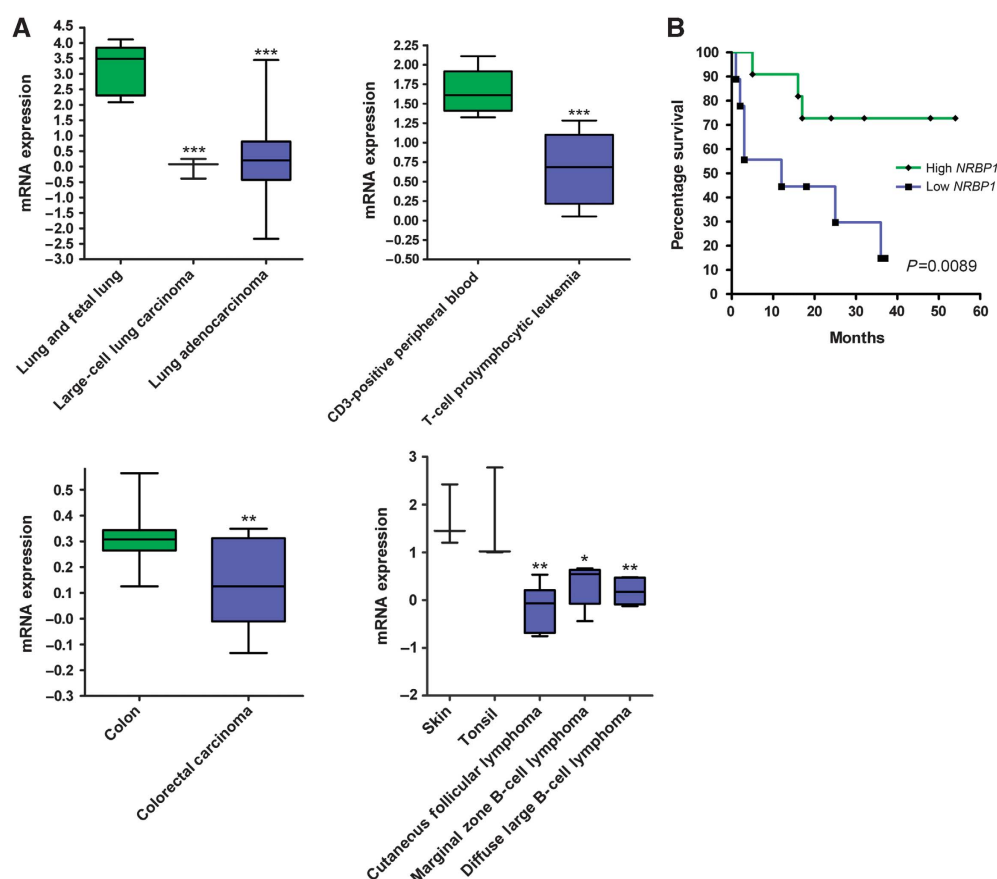 A
mRNA expression
4.5
4.0
3.5
3.0
2.5
2.0
1.5
1.0
0.5
0.0
–0.5
–1.0
–1.5
–2.0
–2.5
–3.0
***
***
Lung and fetal lung
Large-cell lung carcinoma
Lung adenocarcinoma
mRNA expression
2.25
2.00
1.75
1.50
1.25
1.00
0.75
0.50
0.25
0.00
–0.25
–0.50
***
CD3-positive peripheral blood
T-cell prolymphocytic leukemia
B
Percentage survival
100
90
80
70
60
50
40
30
20
10
0
High NRBP1
Low NRBP1
P=0.0089
0 10 20 30 40 50 60
Months
mRNA expression
0.5
0.4
0.3
0.2
0.1
–0.0
–0.1
–0.2
–0.3
**
Colon
Colorectal carcinoma
mRNA expression
3
2
1
0
–1
–2
**
*
**
Skin
Tonsil
Cutaneous follicular lymphoma
Marginal zone B-cell lymphoma
Diffuse large B-cell lymphoma